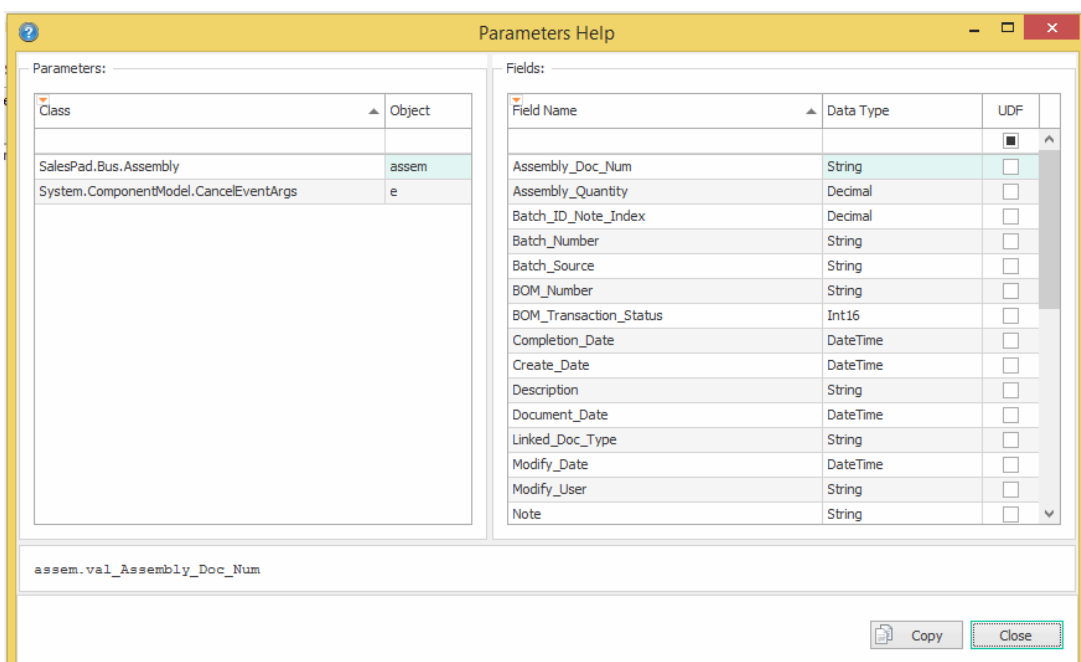 Parameters Help
Parameters:
Class Object
SalesPad.Bus.Assembly assem
System.ComponentModel.CancelEventArgs e
Fields:
Field Name Data Type UDF
Assembly_Doc_Num String
Assembly_Quantity Decimal
Batch_ID_Note_Index Decimal
Batch_Number String
Batch_Source String
BOM_Number String
BOM_Transaction_Status Int16
Completion_Date DateTime
Create_Date DateTime
Description String
Document_Date DateTime
Linked_Doc_Type String
Modify_Date DateTime
Modify_User String
Note String
assem.val_Assembly_Doc_Num
Copy Close